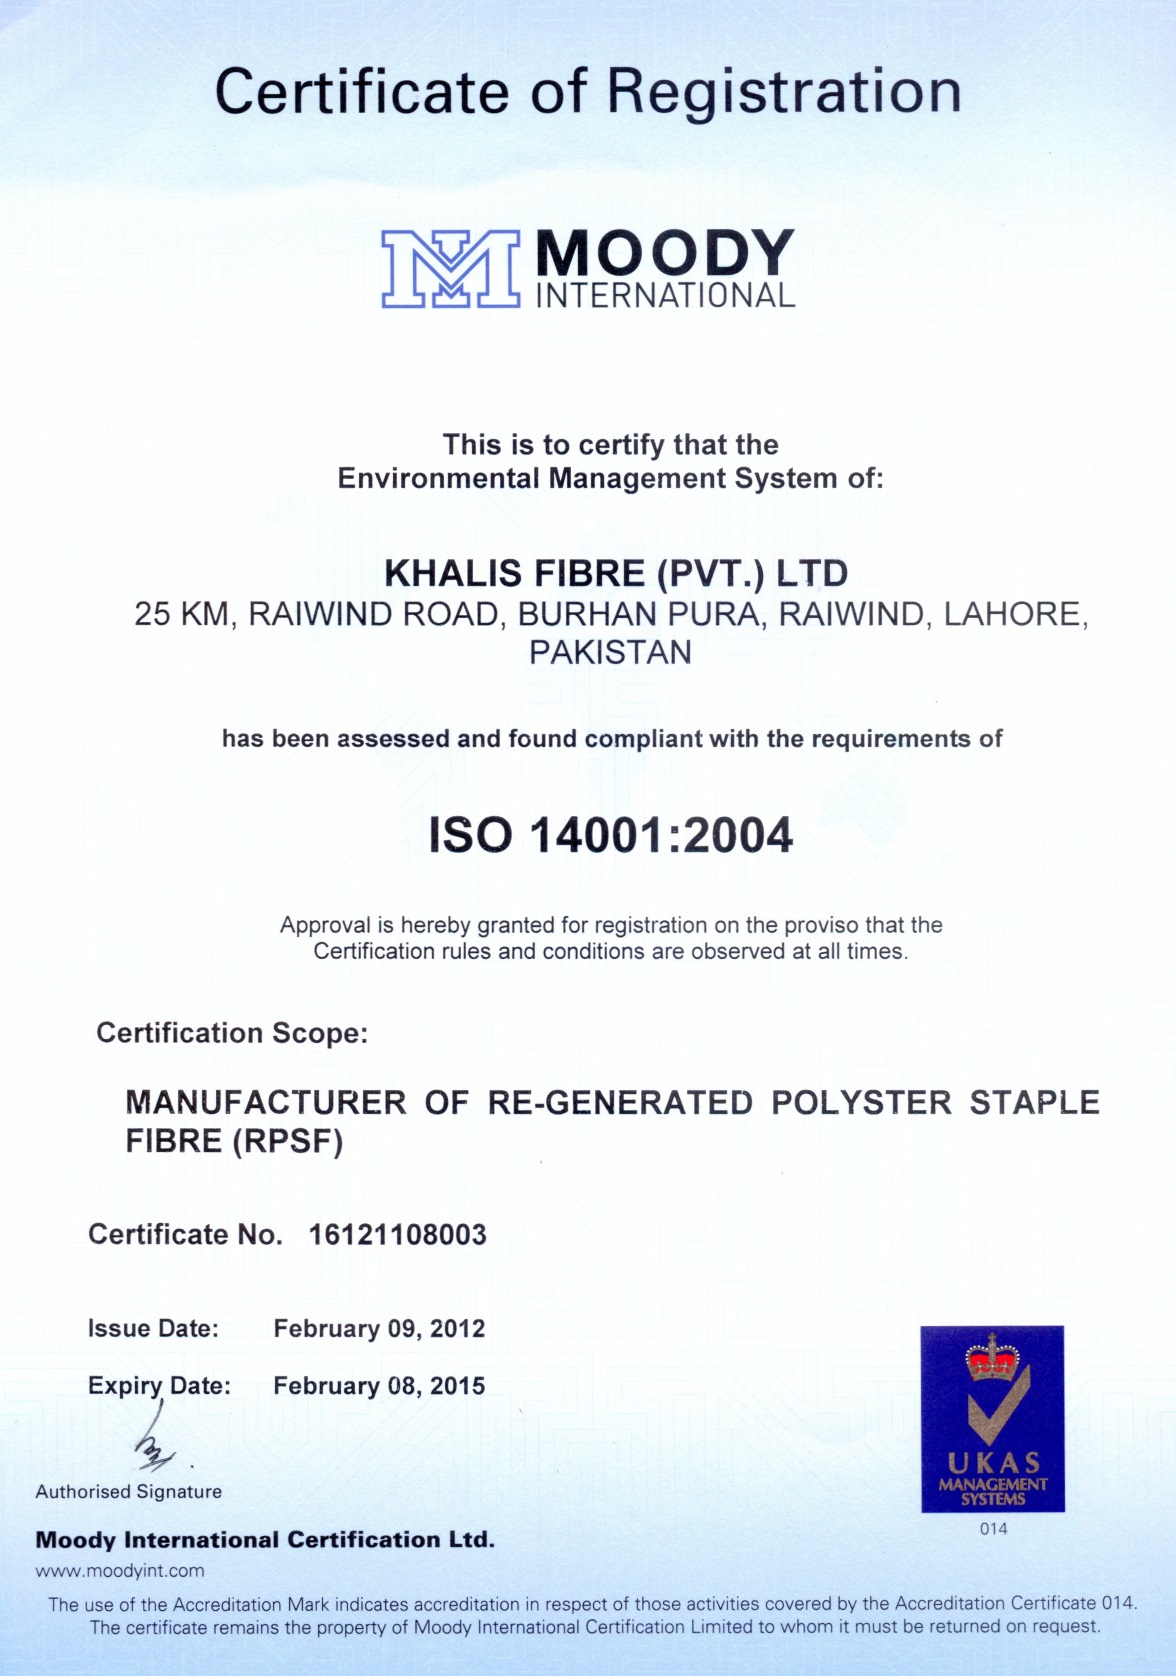 Certificate of Registration
MOODY
INTERNATIONAL
This is to certify that the
Environmental Management System of:
KHALIS FIBRE (PVT.) LTD
25 KM, RAIWIND ROAD, BURHAN PURA, RAIWIND, LAHORE,
PAKISTAN
has been assessed and found compliant with the requirements of
ISO 14001:2004
Approval is hereby granted for registration on the proviso that the
Certification rules and conditions are observed at all times.
Certification Scope:
MANUFACTURER OF RE-GENERATED POLYSTER STAPLE
FIBRE (RPSF)
Certificate No. 16121108003
Issue Date: February 09, 2012
Expiry Date: February 08, 2015
Authorised Signature
Moody International Certification Ltd.
www.moodyint.com
UKAS
MANAGEMENT
SYSTEMS
014
The use of the Accreditation Mark indicates accreditation in respect of those activities covered by the Accreditation Certificate 014.
The certificate remains the property of Moody International Certification Limited to whom it must be returned on request.